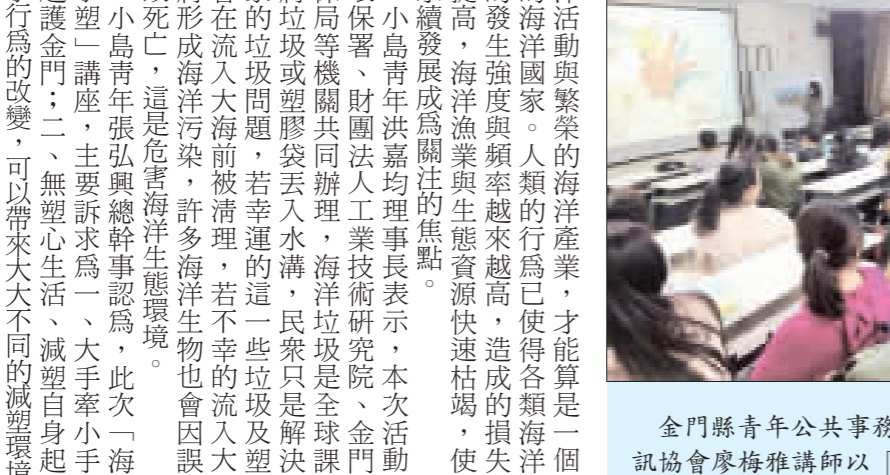 活動與繁榮的海洋產業，才能算是一個
的海洋國家。人類的行爲已使得各類海洋
的發生強度與頻率越來越高，造成的損失
提高，海洋漁業與生態資源快速枯竭，使
續發展成爲關注的焦點。
小島靑年洪嘉均理事長表示，本次活動
保署、財團法人工業技術研究院、金門
保局等機關共同辦理，海洋垃圾是全球課
將垃圾或塑膠袋丟入水溝，民眾只是解決
家的垃圾問題，若幸運的這一些垃圾及塑
會在流入大海前被淸理，若不幸的流入大
將形成海洋污染，許多海洋生物也會因誤
死亡，這是危害海洋生態環境。
小島靑年張弘興總幹事認爲，此次「海
塑」講座，主要訴求爲一、大手牽小手
護金門；二、無塑心生活、減塑自身起
行爲的改變，可以帶來大大不同的減塑環境
金門縣青年公共事務
訊協會廖梅雅講師以「